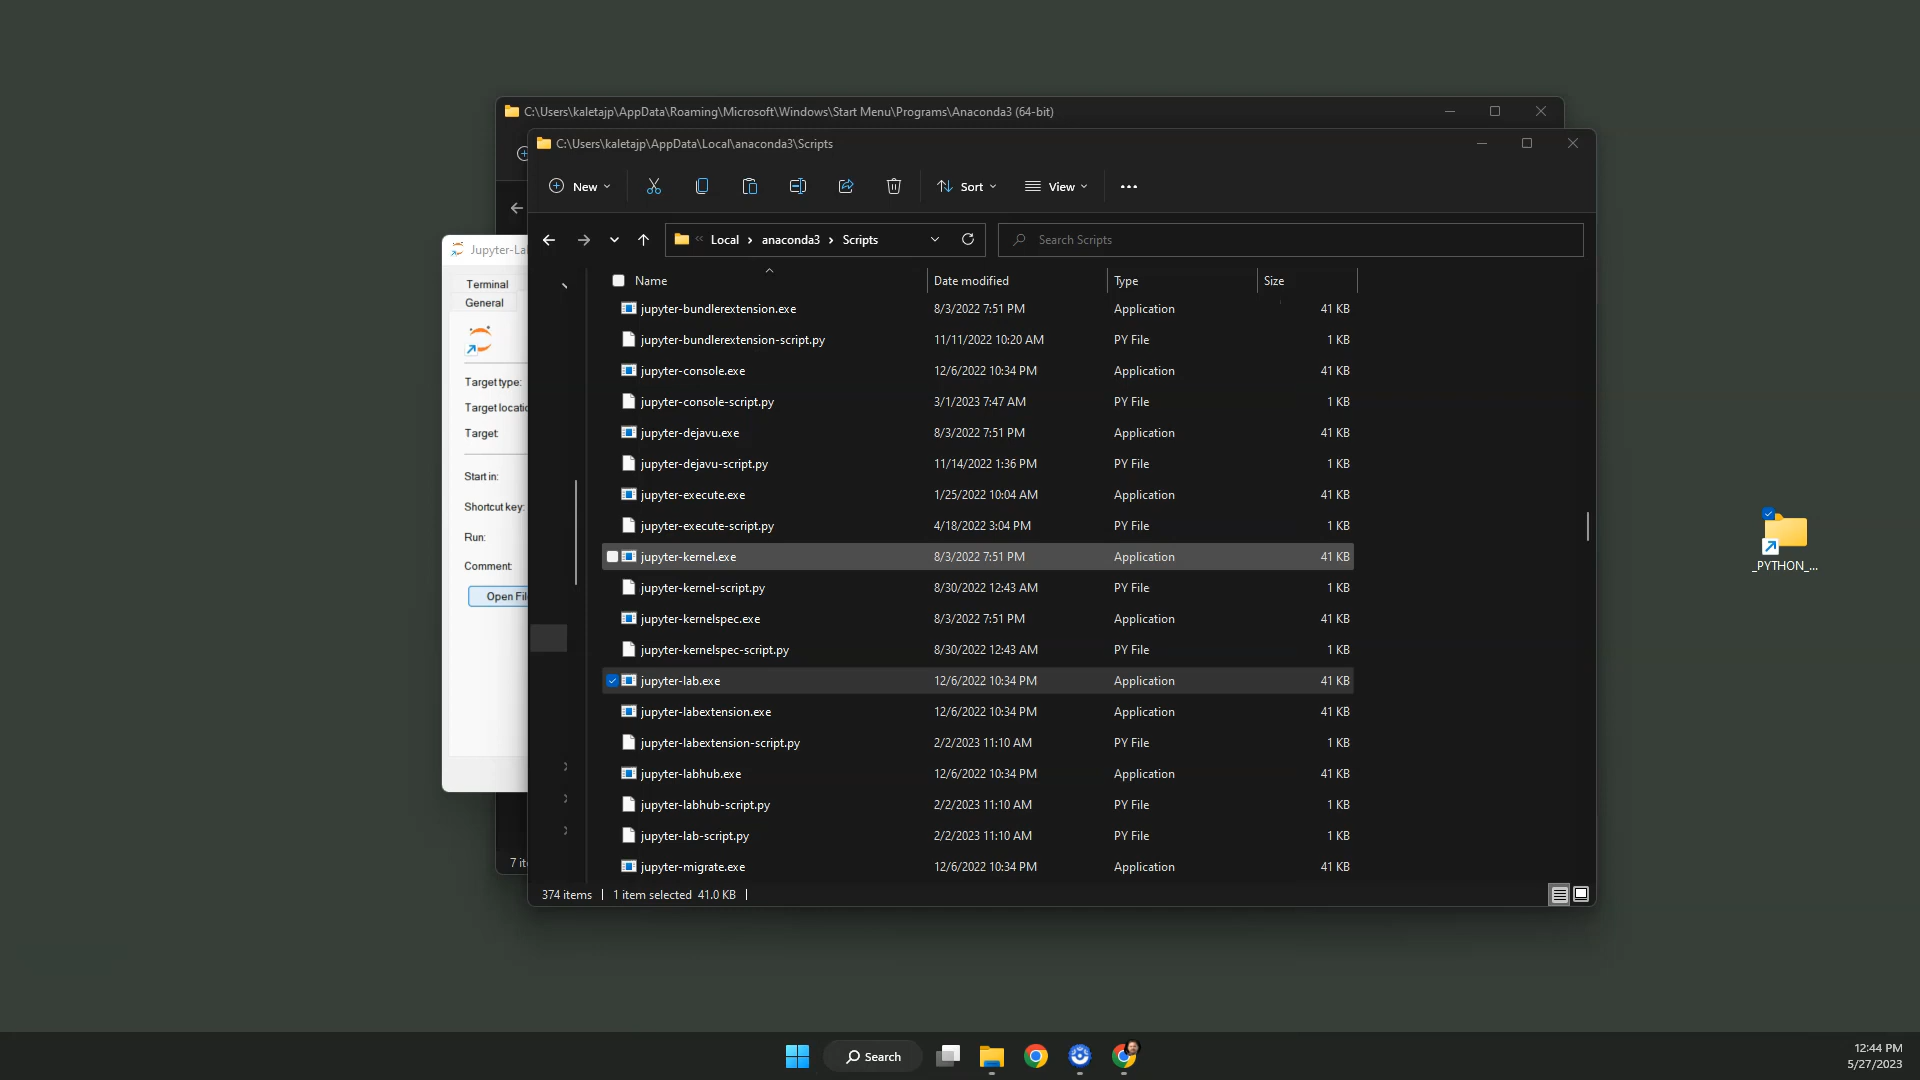 C:\Users\kaletajp\AppData\Roaming\Microsoft\Windows\Start Menu\Programs\Anaconda3 (64-bit)
C:\Users\kaletajp\AppData\Local\anaconda3\Scripts
New
Sort
View
Local > anaconda3 > Scripts
Search Scripts
Name Date modified Type Size
jupyter-bundlerextension.exe 8/3/2022 7:51 PM Application 41 KB
jupyter-bundlerextension-script.py 11/11/2022 10:20 AM PY File 1 KB
jupyter-console.exe 12/6/2022 10:34 PM Application 41 KB
jupyter-console-script.py 3/1/2023 7:47 AM PY File 1 KB
jupyter-dejavu.exe 8/3/2022 7:51 PM Application 41 KB
jupyter-dejavu-script.py 11/14/2022 1:36 PM PY File 1 KB
jupyter-execute.exe 1/25/2022 10:04 AM Application 41 KB
jupyter-execute-script.py 4/18/2022 3:04 PM PY File 1 KB
jupyter-kernel.exe 8/3/2022 7:51 PM Application 41 KB
jupyter-kernel-script.py 8/30/2022 12:43 AM PY File 1 KB
jupyter-kernelspec.exe 8/3/2022 7:51 PM Application 41 KB
jupyter-kernelspec-script.py 8/30/2022 12:43 AM PY File 1 KB
jupyter-lab.exe 12/6/2022 10:34 PM Application 41 KB
jupyter-labextension.exe 12/6/2022 10:34 PM Application 41 KB
jupyter-labextension-script.py 2/2/2023 11:10 AM PY File 1 KB
jupyter-labhub.exe 12/6/2022 10:34 PM Application 41 KB
jupyter-labhub-script.py 2/2/2023 11:10 AM PY File 1 KB
jupyter-lab-script.py 2/2/2023 11:10 AM PY File 1 KB
jupyter-migrate.exe 12/6/2022 10:34 PM Application 41 KB
374 items | 1 item selected 41.0 KB |
Jupyter-La
Terminal
General
Target type:
Target locatic
Target:
Start in:
Shortcut key:
Run:
Comment:
Open Fil
7 it
_PYTHON_...
Search
12:44 PM
5/27/2023